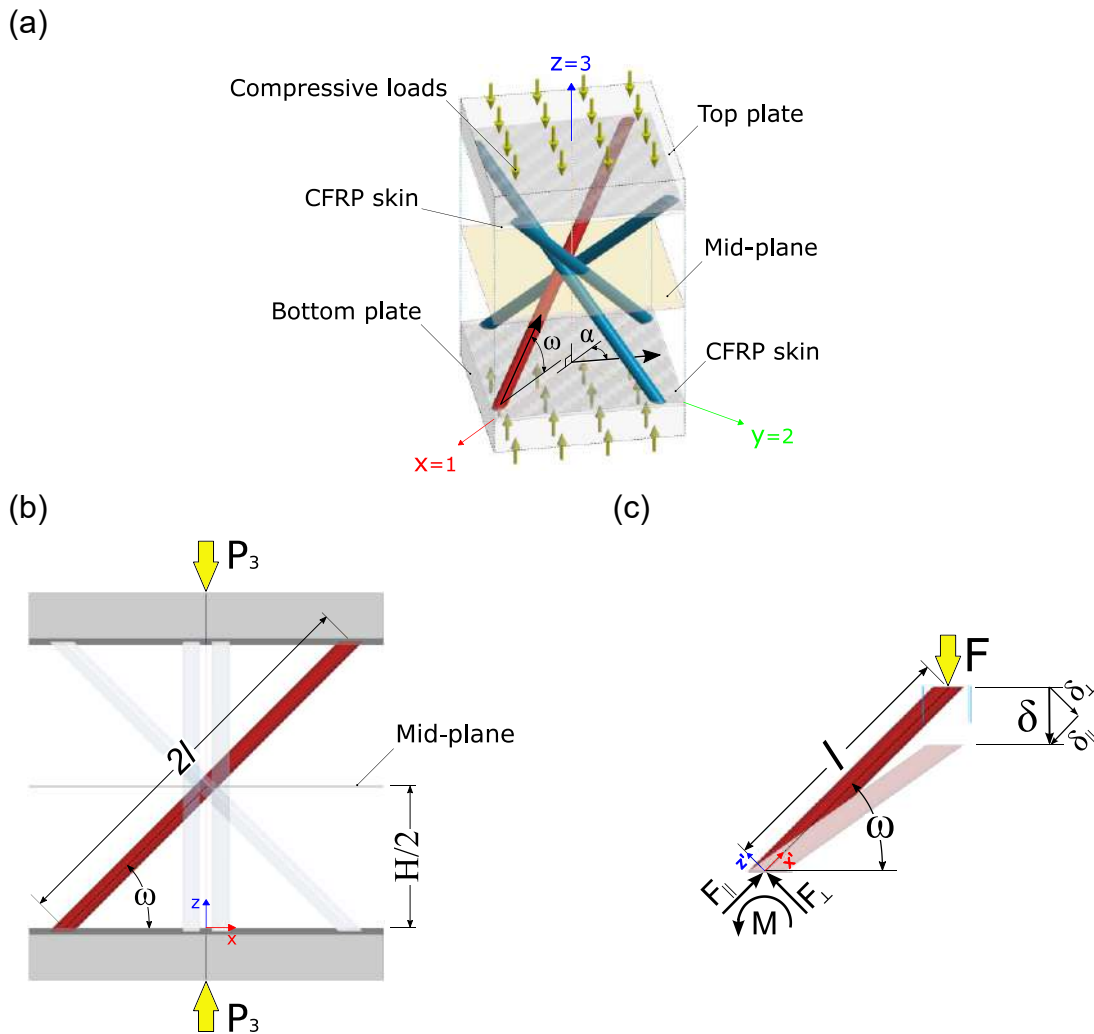 (a)
z=3
Compressive loads
Top plate
CFRP skin
Mid-plane
Bottom plate
ω
α
CFRP skin
x=1
y=2
(b)
(c)
P₃
F
δ⊥
δ
δ∥
Mid-plane
2l
l
H/2
ω
ω
z
x
z'
x'
F∥
F⊥
M
P₃